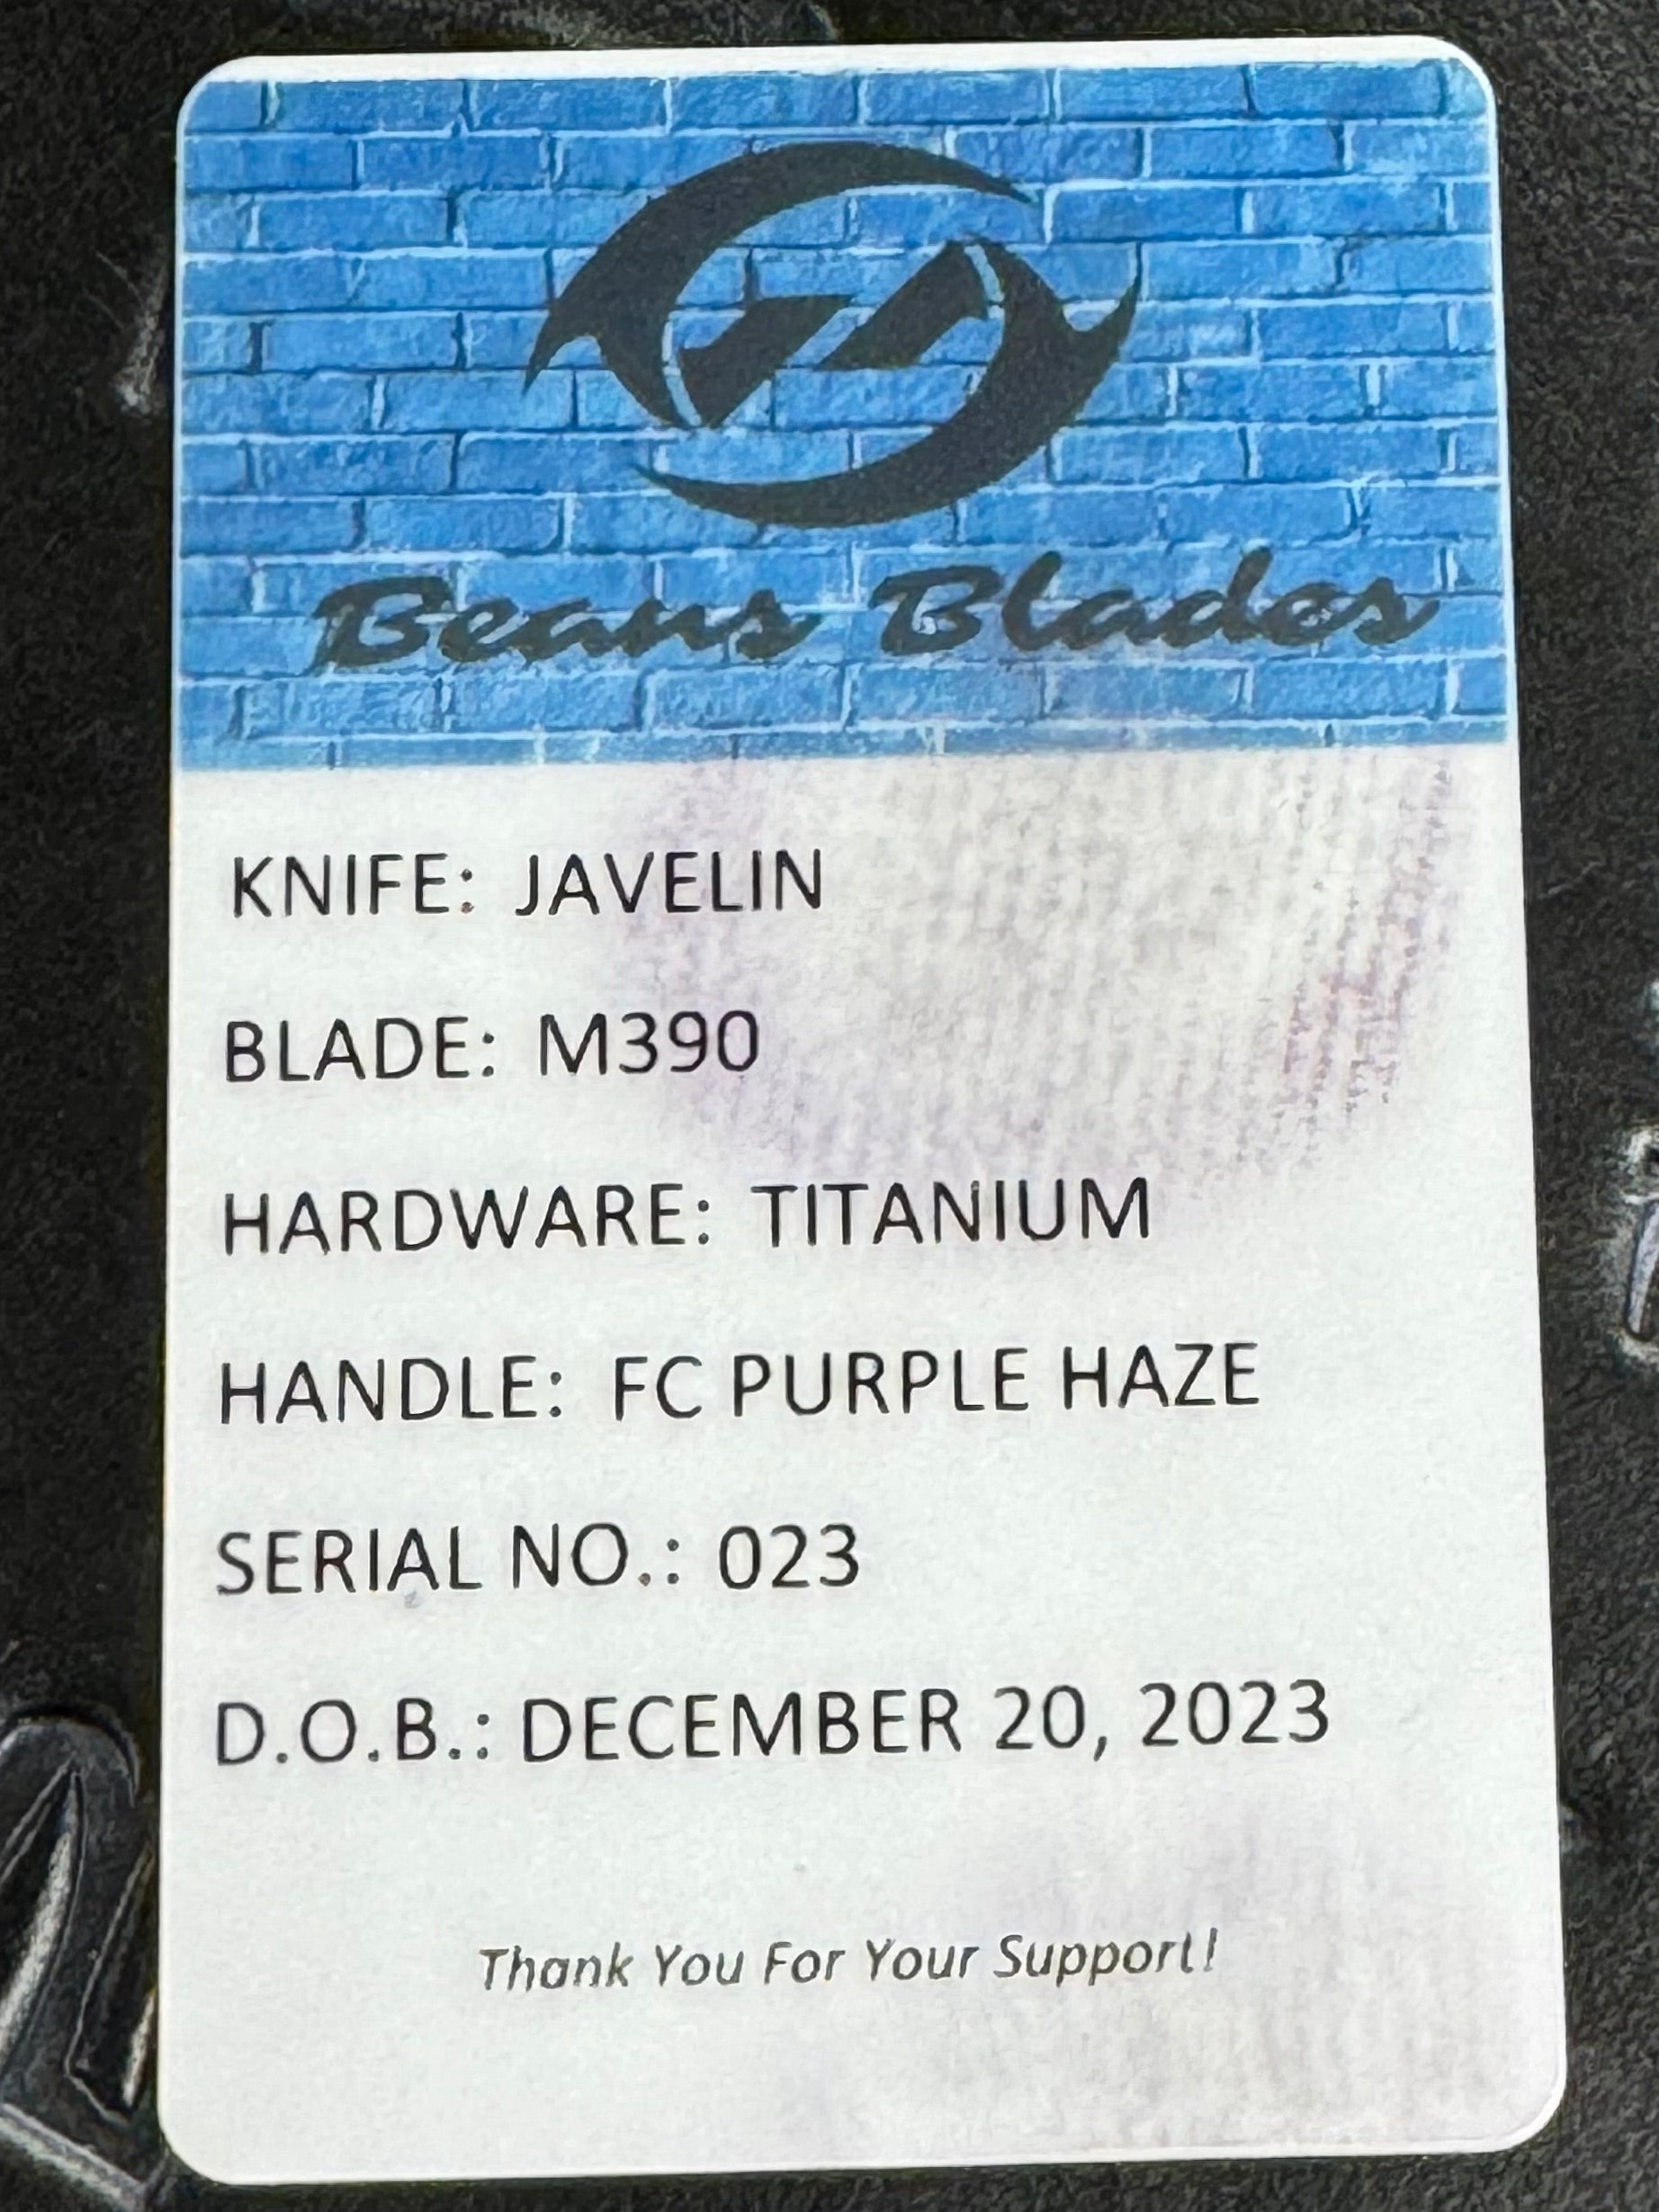 Beans Blades
KNIFE: JAVELIN
BLADE: M390
HARDWARE: TITANIUM
HANDLE: FC PURPLE HAZE
SERIAL NO.: 023
D.O.B.: DECEMBER 20, 2023
Thank You For Your Support!